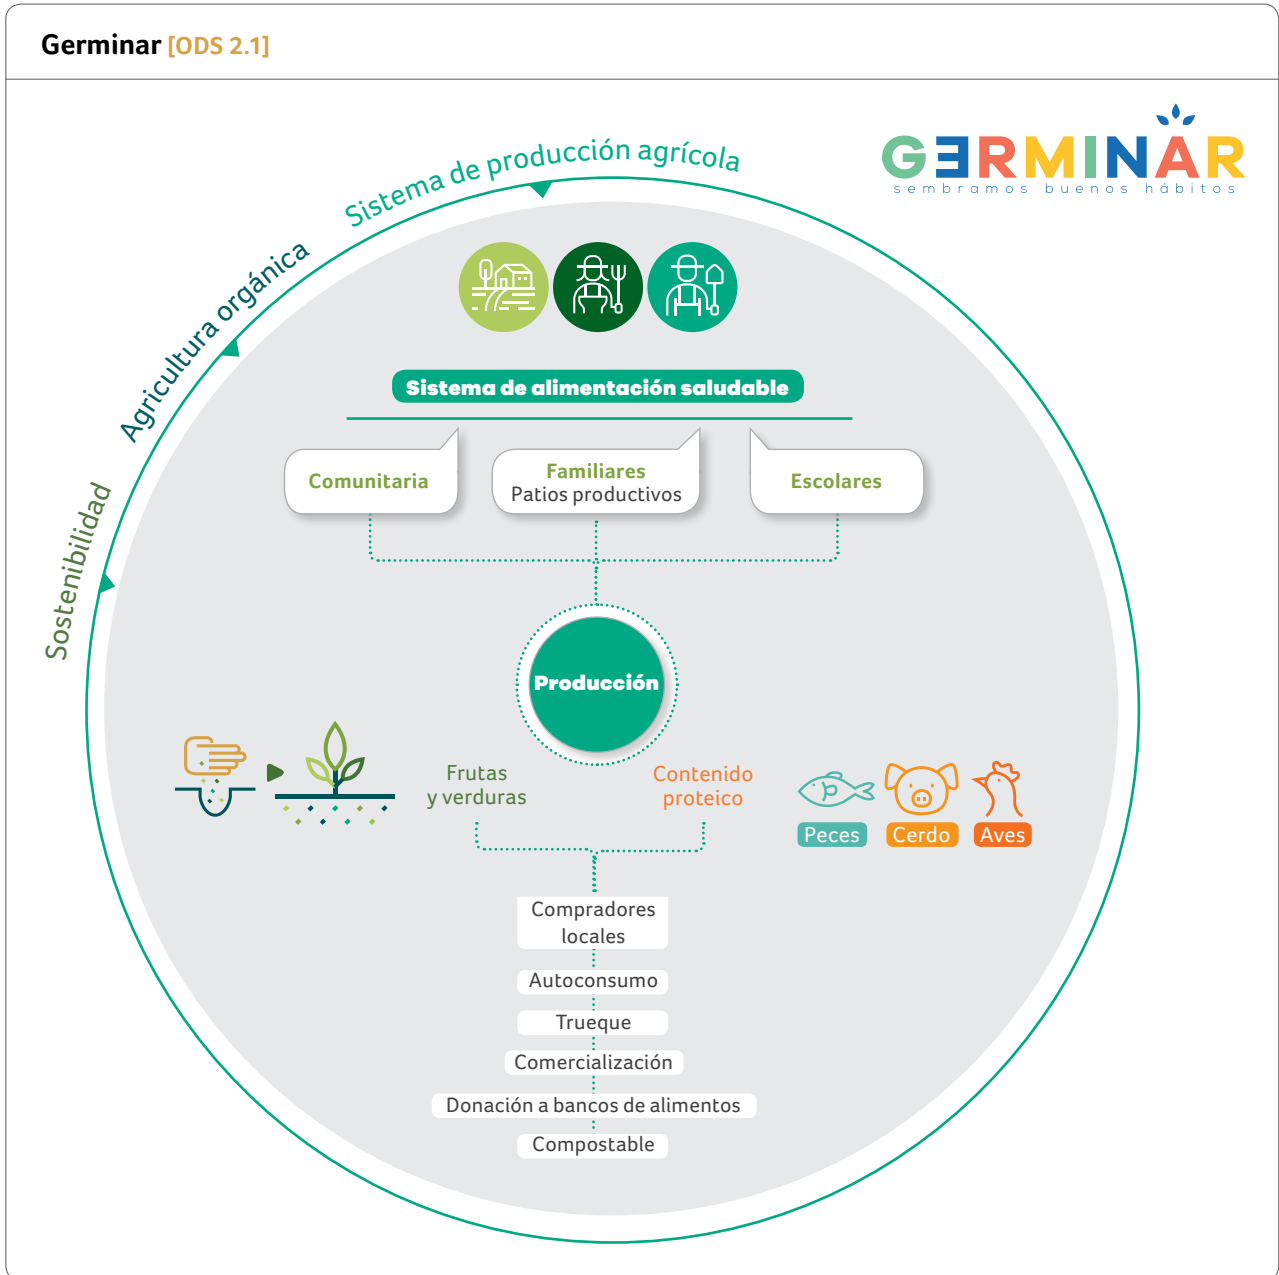 Germinar [ODS 2.1]
GERMINAR
sembramos buenos hábitos
Sistema de producción agrícola
Agricultura orgánica
Sostenibilidad
Sistema de alimentación saludable
Comunitaria
Familiares
Patios productivos
Escolares
Producción
Frutas
y verduras
Contenido
proteico
Peces
Cerdo
Aves
Compradores
locales
Autoconsumo
Trueque
Comercialización
Donación a bancos de alimentos
Compostable